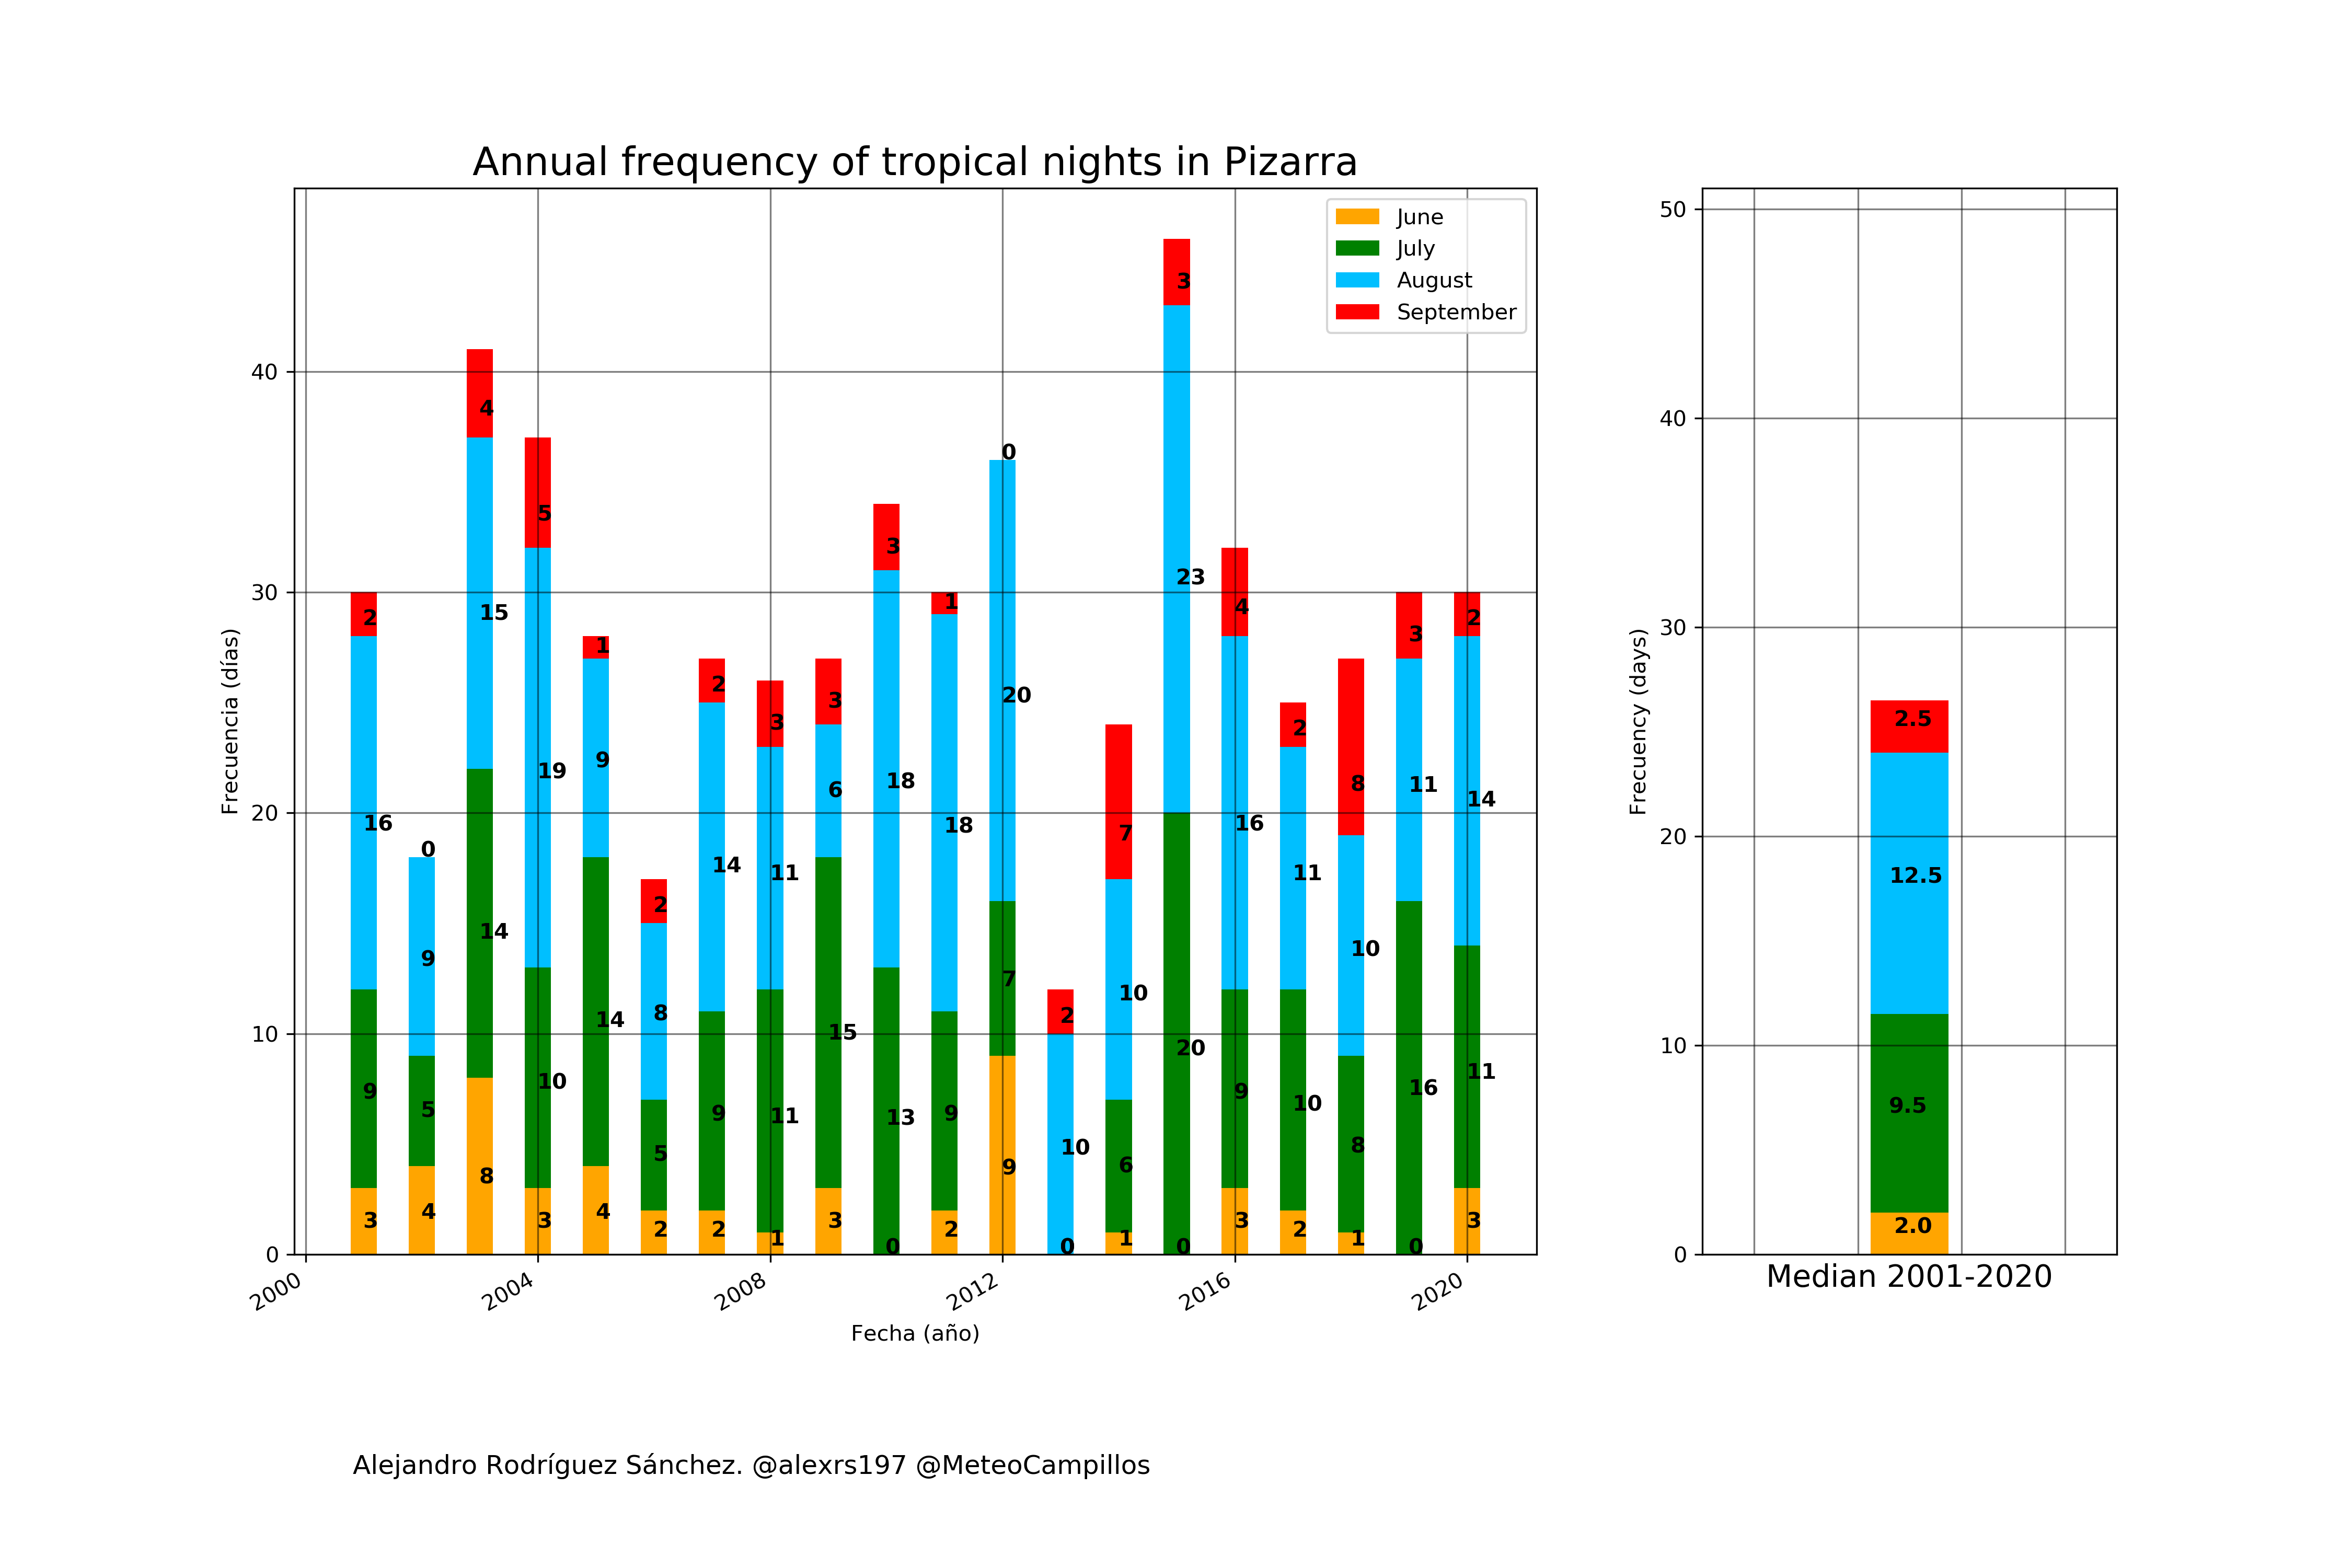 Annual frequency of tropical nights in Pizarra
June
July
August
September
Frecuencia (días)
40
30
20
10
0
3 9 16 2
4 5 9 0
8 14 15 4
3 10 19 5
4 14 9 1
2 5 8 2
2 9 14 2
1 11 11 3
3 15 6 3
0 13 18 3
2 9 18 1
9 7 20 0
0 10 2
1 6 10 7
0 20 23 3
3 9 16 4
2 10 11 2
1 8 10 8
0 16 11 3
3 11 14 2
2000 2004 2008 2012 2016 2020
Fecha (año)
Frecuency (days)
50
40
30
20
10
0
2.5
12.5
9.5
2.0
Median 2001-2020
Alejandro Rodríguez Sánchez. @alexrs197 @MeteoCampillos